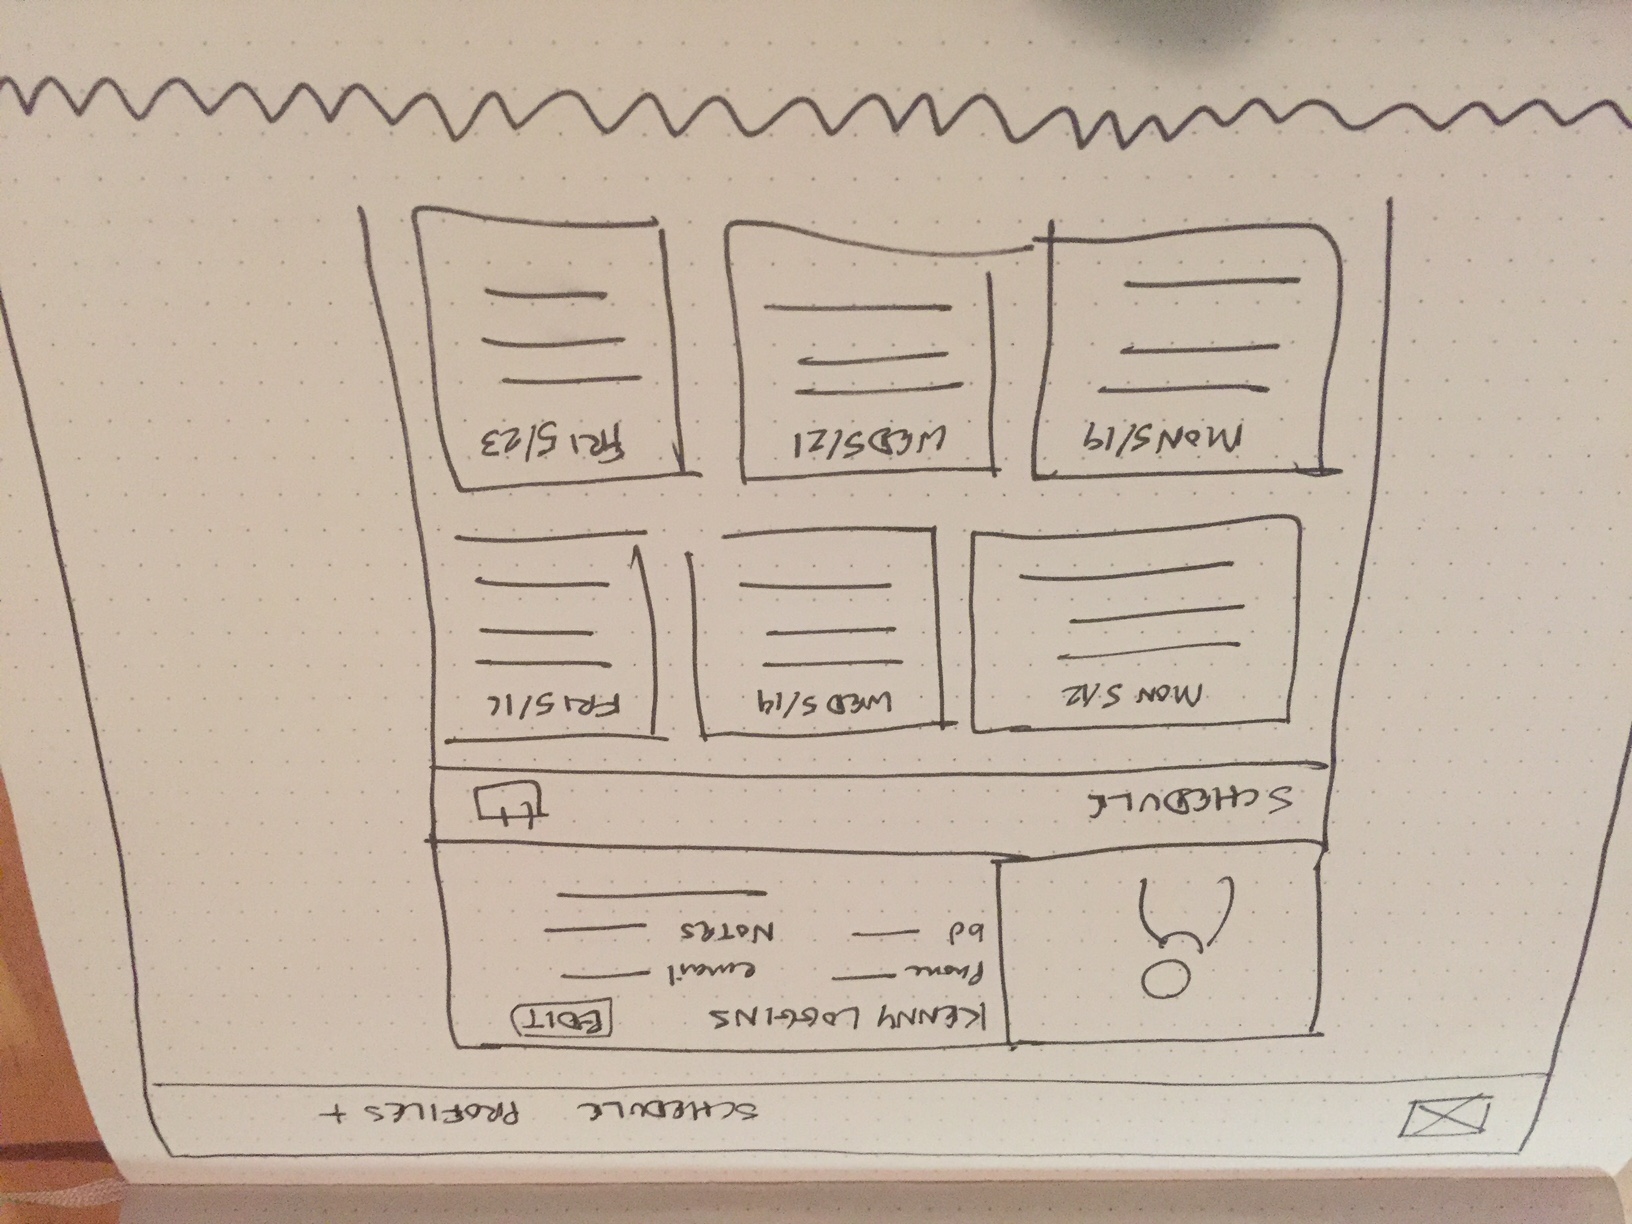 SCHEDULE PROFILES +
KENNY LOGGINS EDIT
Phone email
bd NOTES
SCHEDULE
MON 5/12 WED 5/14 FRI 5/16
MON 5/19 WED 5/21 FRI 5/23